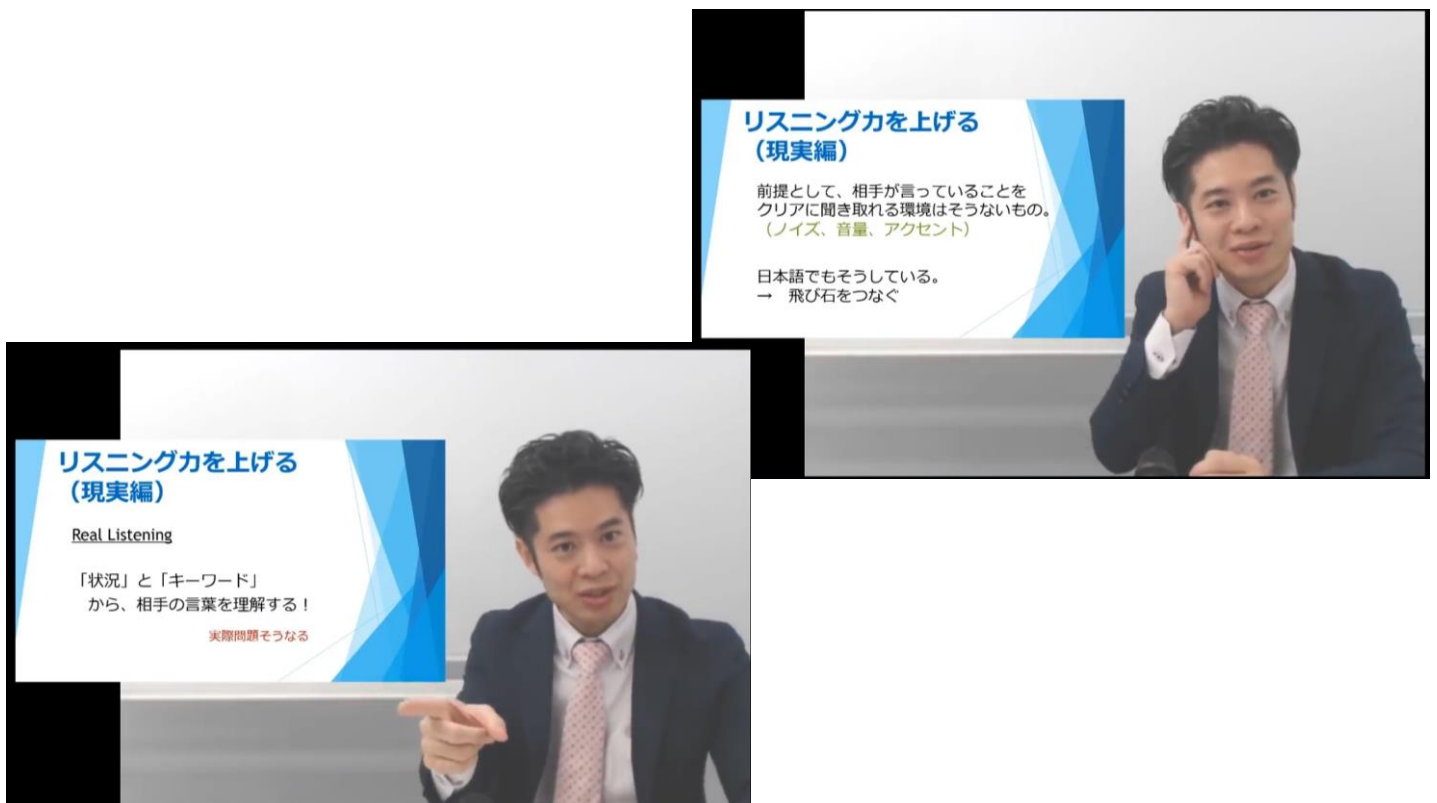 リスニング力を上げる
（現実編）
前提として、相手が言っていることを
クリアに聞き取れる環境はそうないもの。
（ノイズ、音量、アクセント）
日本語でもそうしている。
→ 飛び石をつなぐ
リスニング力を上げる
（現実編）
Real Listening
「状況」と「キーワード」
から、相手の言葉を理解する！
実際問題そうなる